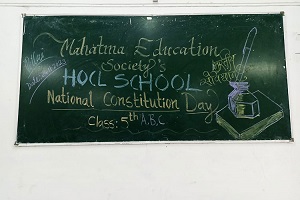 Mahatma Education
Society's
HOCL SCHOOL
National Constitution Day
Class: 5th A.B.C